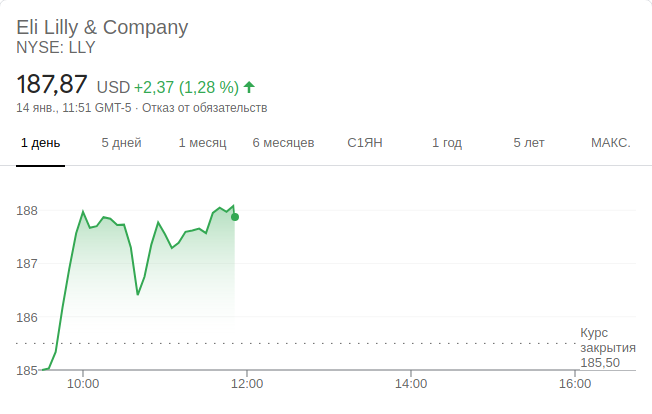 Eli Lilly & Company
NYSE: LLY
187,87 USD +2,37 (1,28 %)
14 янв., 11:51 GMT-5 · Отказ от обязательств
1 день 5 дней 1 месяц 6 месяцев С1ЯН 1 год 5 лет МАКС.
188
187
186
Курс
закрытия
185,50
185
10:00 12:00 14:00 16:00